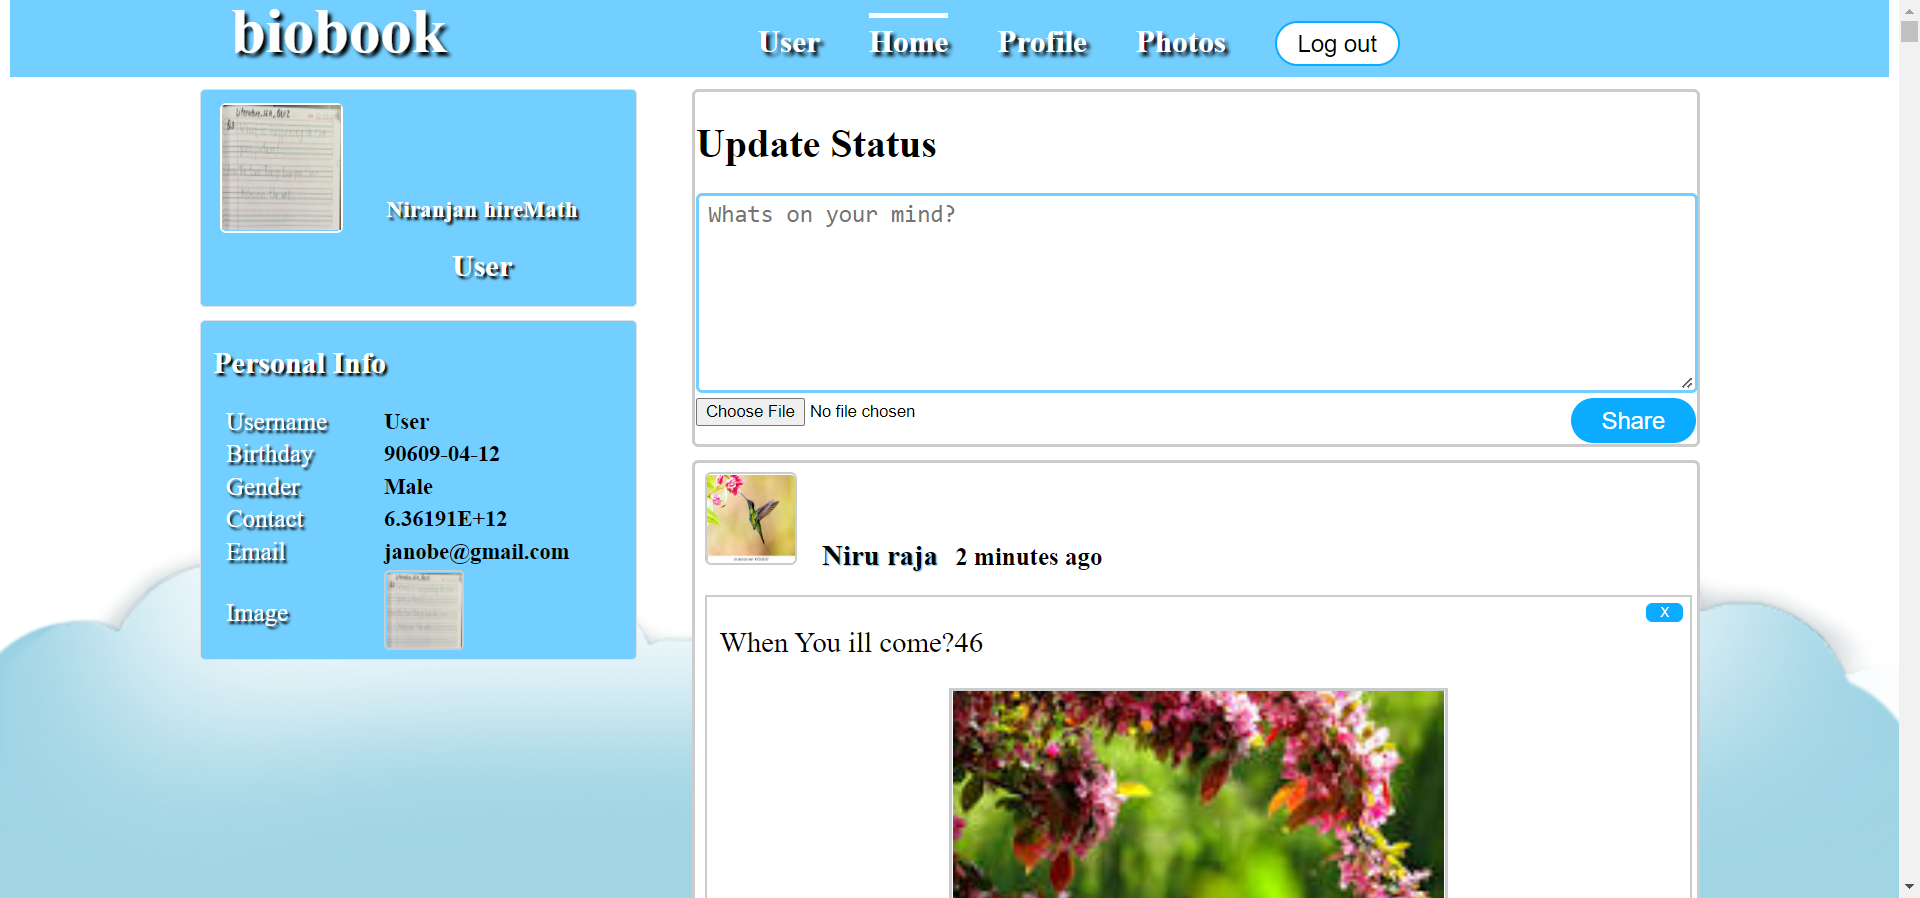 biobook
User Home Profile Photos Log out
Literature_SEA_QUIZ
Niranjan hireMath
User
Personal Info
Username User
Birthday 90609-04-12
Gender Male
Contact 6.36191E+12
Email janobe@gmail.com
Image
Update Status
Whats on your mind?
Choose File No file chosen
Share
Niru raja 2 minutes ago
X
When You ill come?46